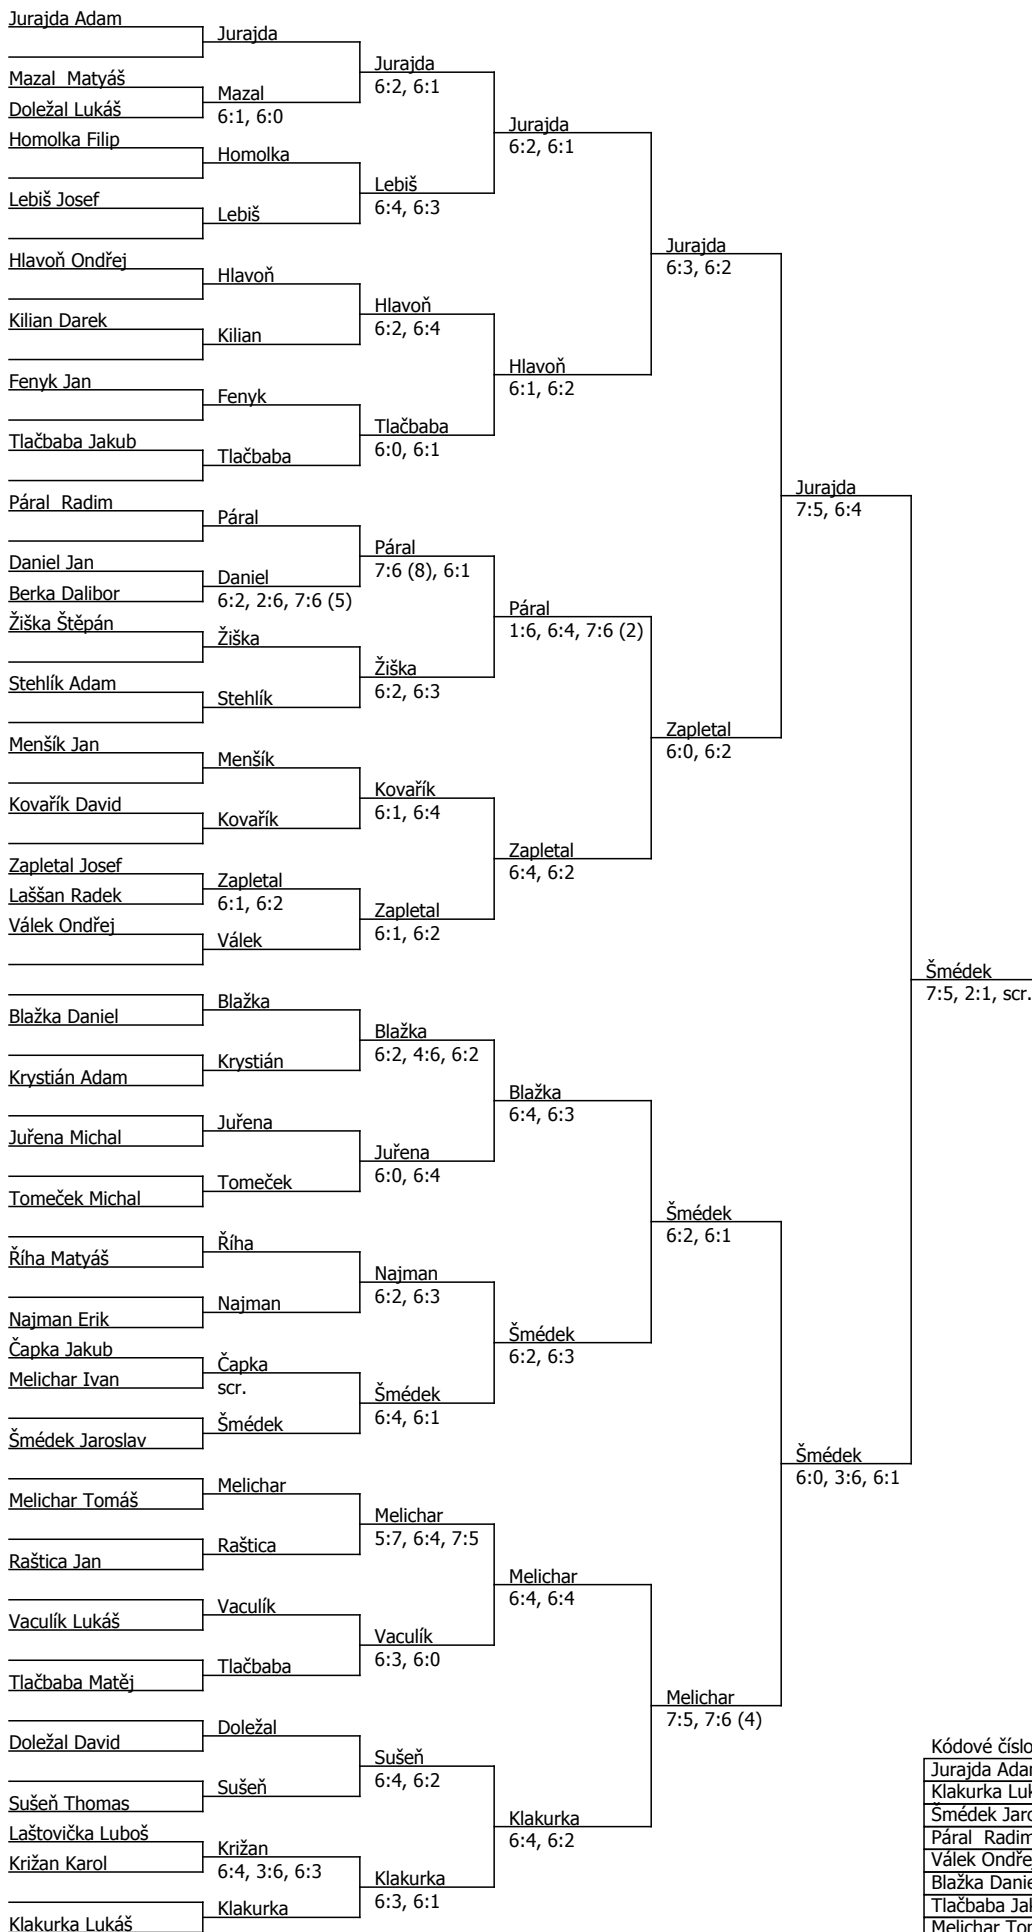 Jurajda Adam
Mazal  Matyáš
Doležal Lukáš
Homolka Filip
Lebiš Josef
Hlavoň Ondřej
Kilian Darek
Fenyk Jan
Tlačbaba Jakub
Páral  Radim
Daniel Jan
Berka Dalibor
Žiška Štěpán
Stehlík Adam
Menšík Jan
Kovařík David
Zapletal Josef
Laššan Radek
Válek Ondřej
Blažka Daniel
Krystián Adam
Juřena Michal
Tomeček Michal
Říha Matyáš
Najman Erik
Čapka Jakub
Melichar Ivan
Šmédek Jaroslav
Melichar Tomáš
Raštica Jan
Vaculík Lukáš
Tlačbaba Matěj
Doležal David
Sušeň Thomas
Laštovička Luboš
Križan Karol
Klakurka Lukáš
Jurajda
Mazal
6:1, 6:0
Homolka
Lebiš
Hlavoň
Kilian
Fenyk
Tlačbaba
Páral
Daniel
6:2, 2:6, 7:6 (5)
Žiška
Stehlík
Menšík
Kovařík
Zapletal
6:1, 6:2
Válek
Blažka
Krystián
Juřena
Tomeček
Říha
Najman
Čapka
scr.
Šmédek
Melichar
Raštica
Vaculík
Tlačbaba
Doležal
Sušeň
Križan
6:4, 3:6, 6:3
Klakurka
Jurajda
6:2, 6:1
Lebiš
6:4, 6:3
Hlavoň
6:2, 6:4
Tlačbaba
6:0, 6:1
Páral
7:6 (8), 6:1
Žiška
6:2, 6:3
Kovařík
6:1, 6:4
Zapletal
6:1, 6:2
Blažka
6:2, 4:6, 6:2
Juřena
6:0, 6:4
Najman
6:2, 6:3
Šmédek
6:4, 6:1
Melichar
5:7, 6:4, 7:5
Vaculík
6:3, 6:0
Sušeň
6:4, 6:2
Klakurka
6:3, 6:1
Jurajda
6:2, 6:1
Hlavoň
6:1, 6:2
Páral
1:6, 6:4, 7:6 (2)
Zapletal
6:4, 6:2
Blažka
6:4, 6:3
Šmédek
6:2, 6:3
Melichar
6:4, 6:4
Klakurka
6:4, 6:2
Jurajda
6:3, 6:2
Zapletal
6:0, 6:2
Šmédek
6:2, 6:1
Melichar
7:5, 7:6 (4)
Jurajda
7:5, 6:4
Šmédek
6:0, 3:6, 6:1
Šmédek
7:5, 2:1, scr.
Kódové číslo
Jurajda
Klakurka
Šmédek
Páral  Radim
Válek
Blažka
Tlačbaba
Melichar